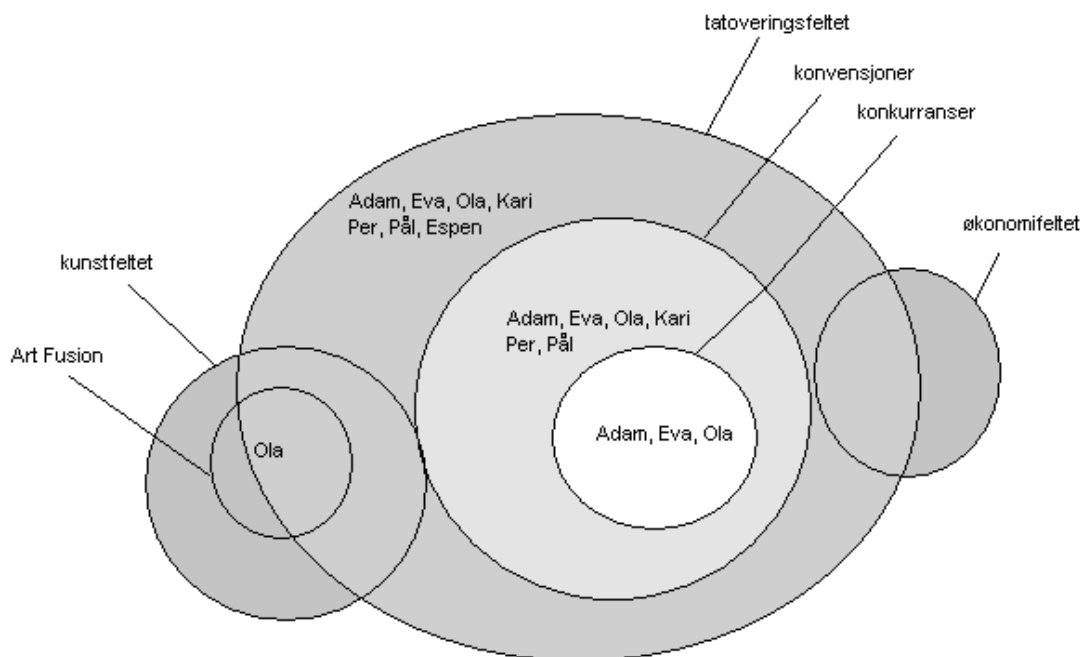 tatoveringsfeltet
konvensjoner
konkurranser
Adam, Eva, Ola, Kari
Per, Pål, Espen
økonomifeltet
kunstfeltet
Adam, Eva, Ola, Kari
Per, Pål
Art Fusion
Adam, Eva, Ola
Ola